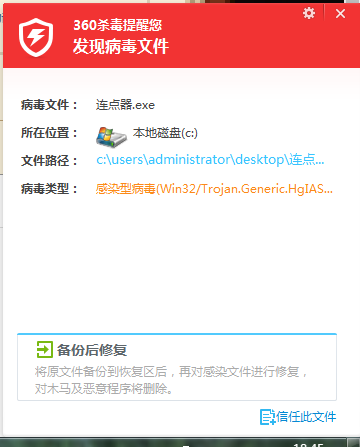 360杀毒提醒您
发现病毒文件
病毒文件： 连点器.exe
所在位置： 本地磁盘(c:)
文件路径： c:\users\administrator\desktop\连点...
病毒类型： 感染型病毒(Win32/Trojan.Generic.HgIAS...
备份后修复
将原文件备份到恢复区后，再对感染文件进行修复，
对木马及恶意程序将删除。
信任此文件